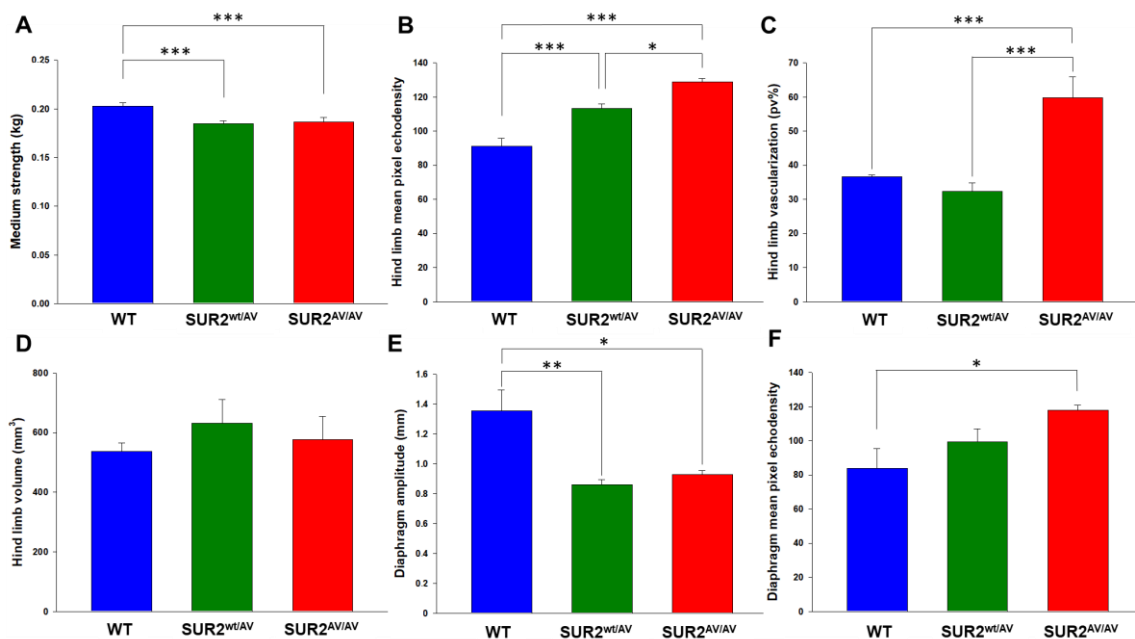 A
***
***
Medium strength (kg)
0.25
0.20
0.15
0.10
0.05
0.00
WT
SUR2wt/AV
SUR2AV/AV
B
***
***
*
Hind limb mean pixel echodensity
140
120
100
80
60
40
20
0
WT
SUR2wt/AV
SUR2AV/AV
C
***
***
Hind limb vascularization (pv%)
70
60
50
40
30
20
10
0
WT
SUR2wt/AV
SUR2AV/AV
D
Hind limb volume (mm3)
800
600
400
200
0
WT
SUR2wt/AV
SUR2AV/AV
E
*
**
Diaphragm amplitude (mm)
1.6
1.4
1.2
1.0
0.8
0.6
0.4
0.2
0
WT
SUR2wt/AV
SUR2AV/AV
F
*
Diaphragm mean pixel echodensity
140
120
100
80
60
40
20
0
WT
SUR2wt/AV
SUR2AV/AV